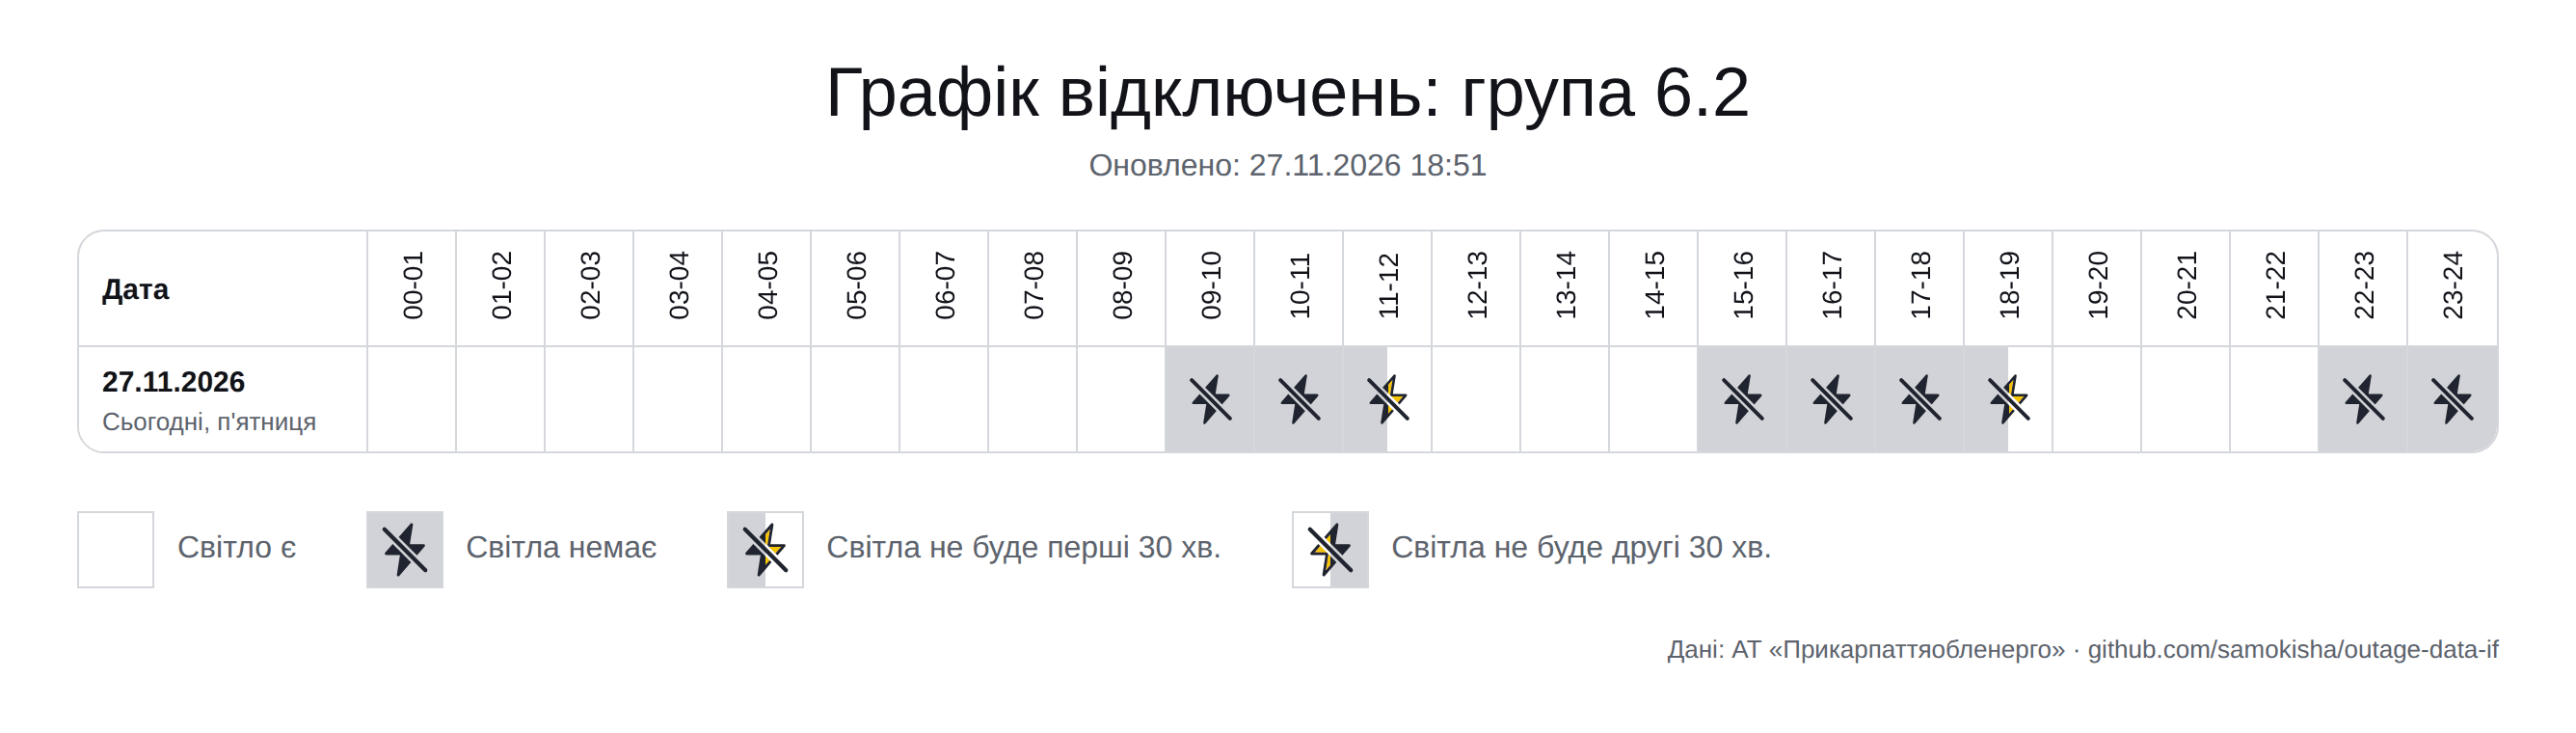 Графік відключень: група 6.2
Оновлено: 27.11.2026 18:51
Дата 00-01 01-02 02-03 03-04 04-05 05-06 06-07 07-08 08-09 09-10 10-11 11-12 12-13 13-14 14-15 15-16 16-17 17-18 18-19 19-20 20-21 21-22 22-23 23-24
27.11.2026
Сьогодні, п'ятниця
Світло є Світла немає Світла не буде перші 30 хв. Світла не буде другі 30 хв.
Дані: АТ «Прикарпаттяобленерго» · github.com/samokisha/outage-data-if